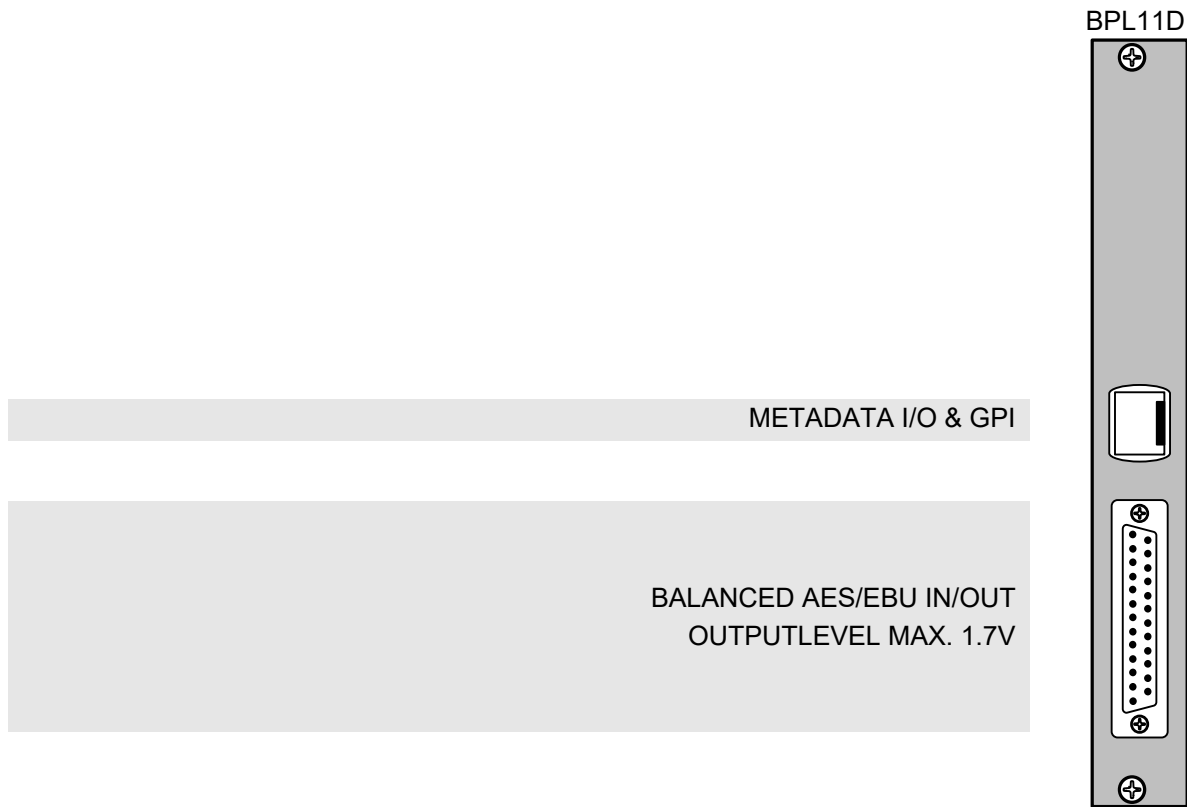 BPL11D
METADATA I/O & GPI
BALANCED AES/EBU IN/OUT
OUTPUTLEVEL MAX. 1.7V